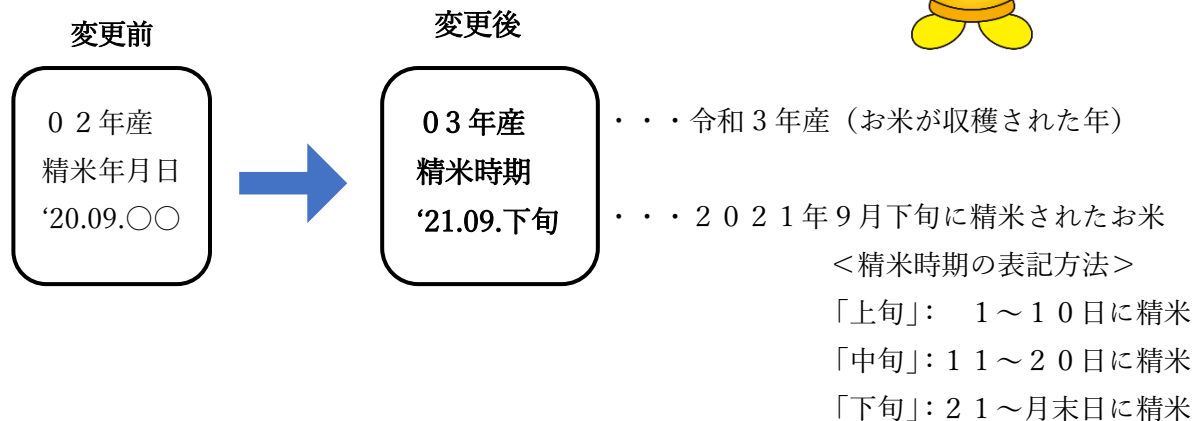 変更前
０２年産
精米年月日
‘20.09.〇〇
変更後
03年産
精米時期
‘21.09.下旬
・・・令和３年産（お米が収穫された年）
・・・２０２１年９月下旬に精米されたお米
＜精米時期の表記方法＞
「上旬」：　１～１０日に精米
「中旬」：１１～２０日に精米
「下旬」：２１～月末日に精米